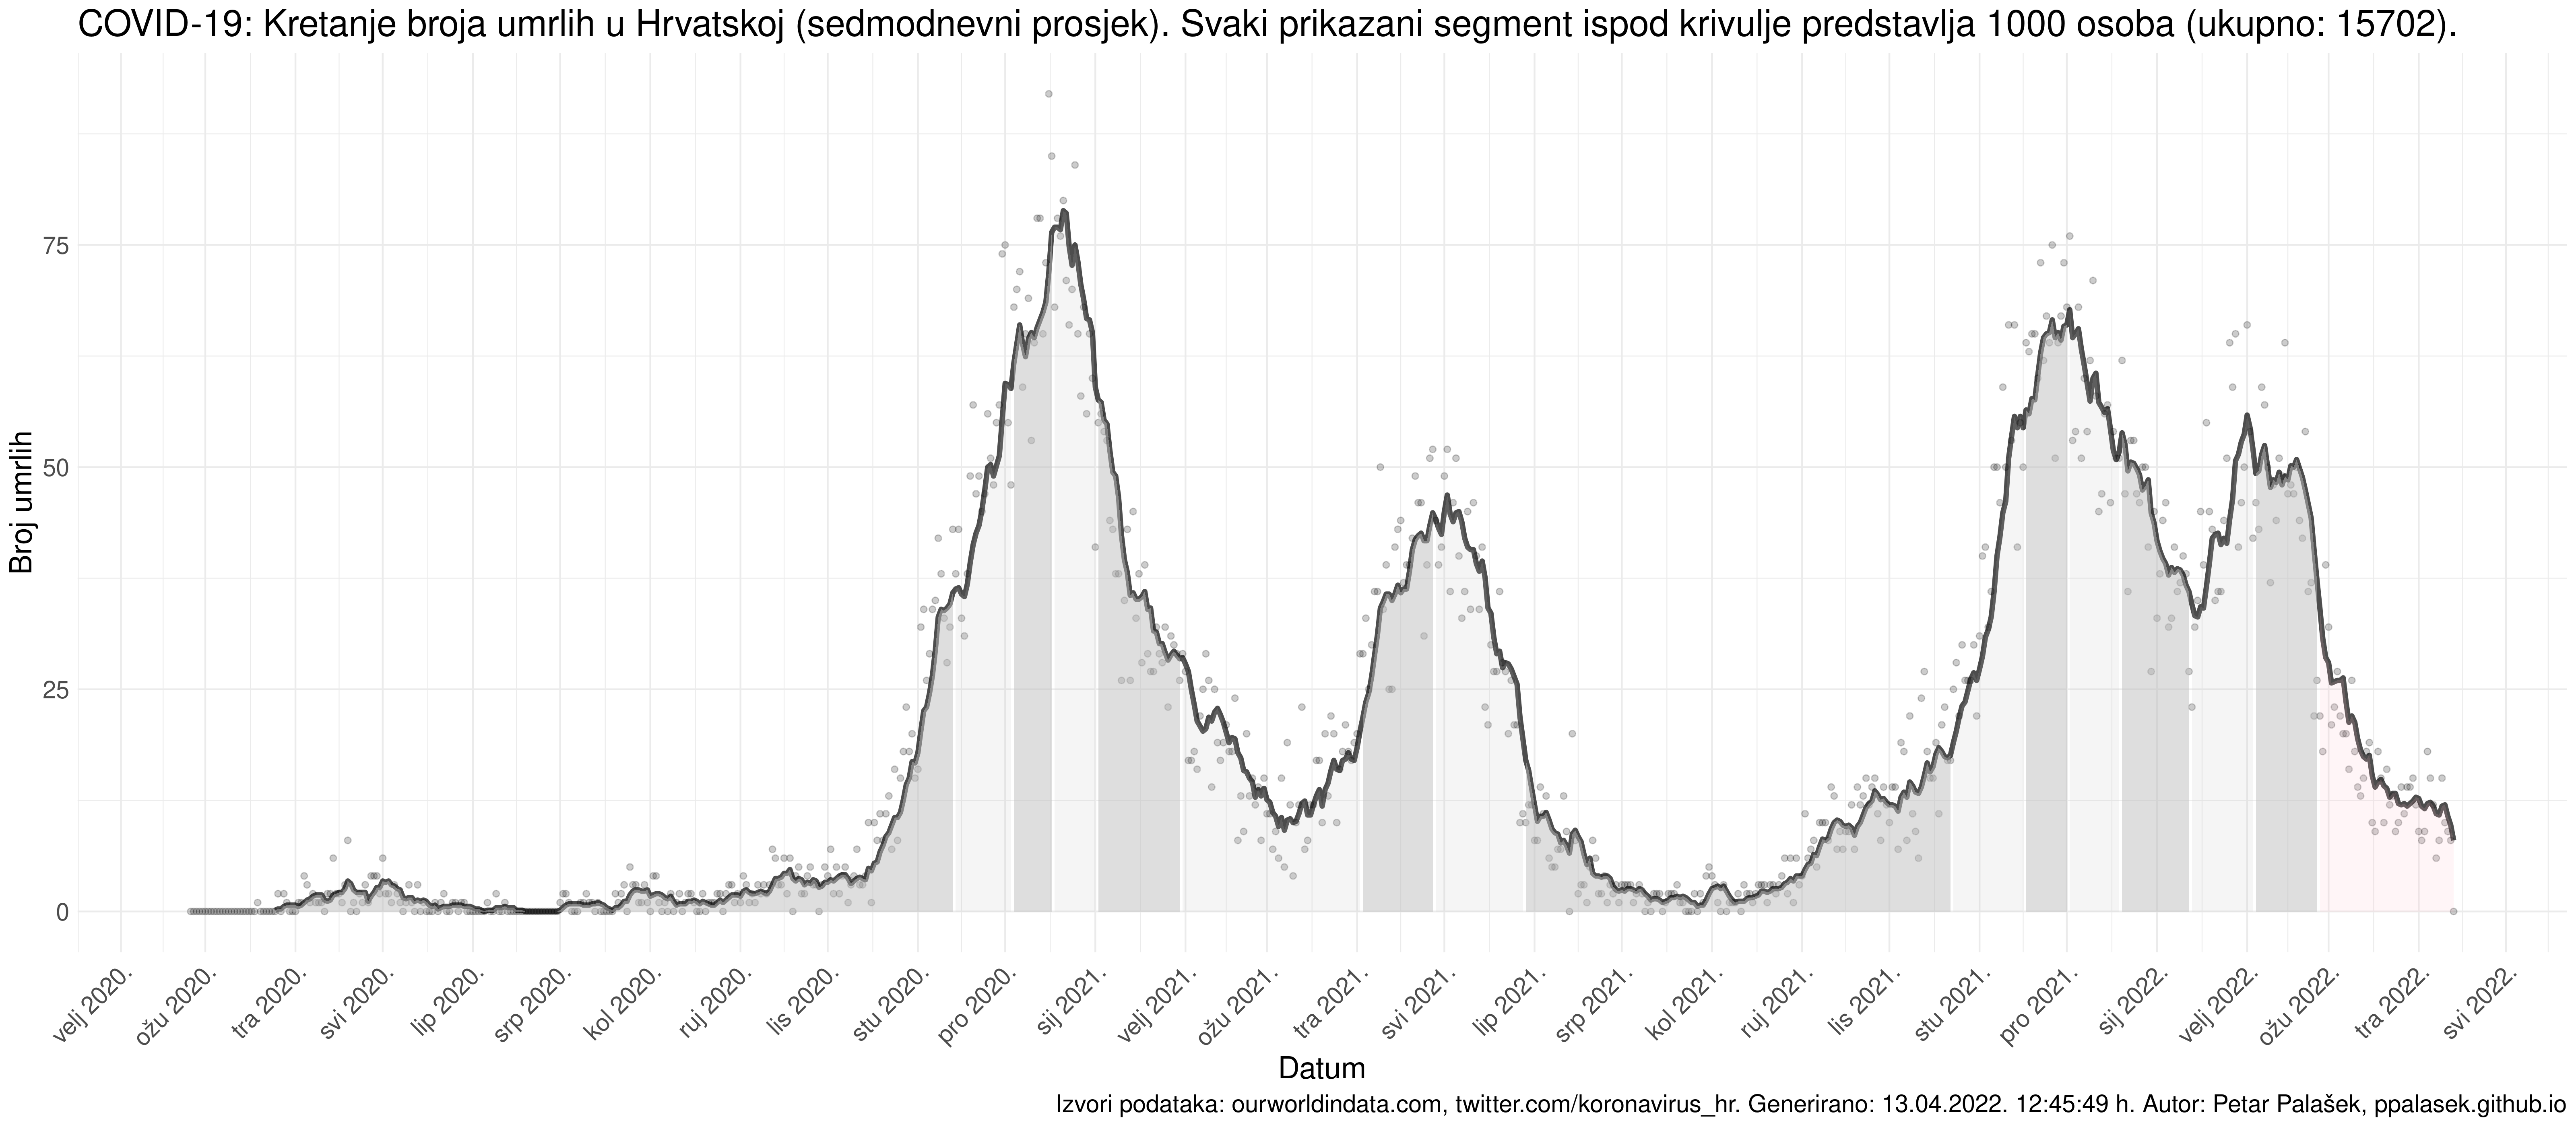 COVID-19: Kretanje broja umrlih u Hrvatskoj (sedmodnevni prosjek). Svaki prikazani segment ispod krivulje predstavlja 1000 osoba (ukupno: 15702).
Broj umrlih
75
50
25
0
velj 2020.
ožu 2020.
tra 2020.
svi 2020.
lip 2020.
srp 2020.
kol 2020.
ruj 2020.
lis 2020.
stu 2020.
pro 2020.
sij 2021.
velj 2021.
ožu 2021.
tra 2021.
svi 2021.
lip 2021.
srp 2021.
kol 2021.
ruj 2021.
lis 2021.
stu 2021.
pro 2021.
sij 2022.
velj 2022.
ožu 2022.
tra 2022.
svi 2022.
Datum
Izvori podataka: ourworldindata.com, twitter.com/koronavirus_hr. Generirano: 13.04.2022. 12:45:49 h. Autor: Petar Palašek, ppalasek.github.io